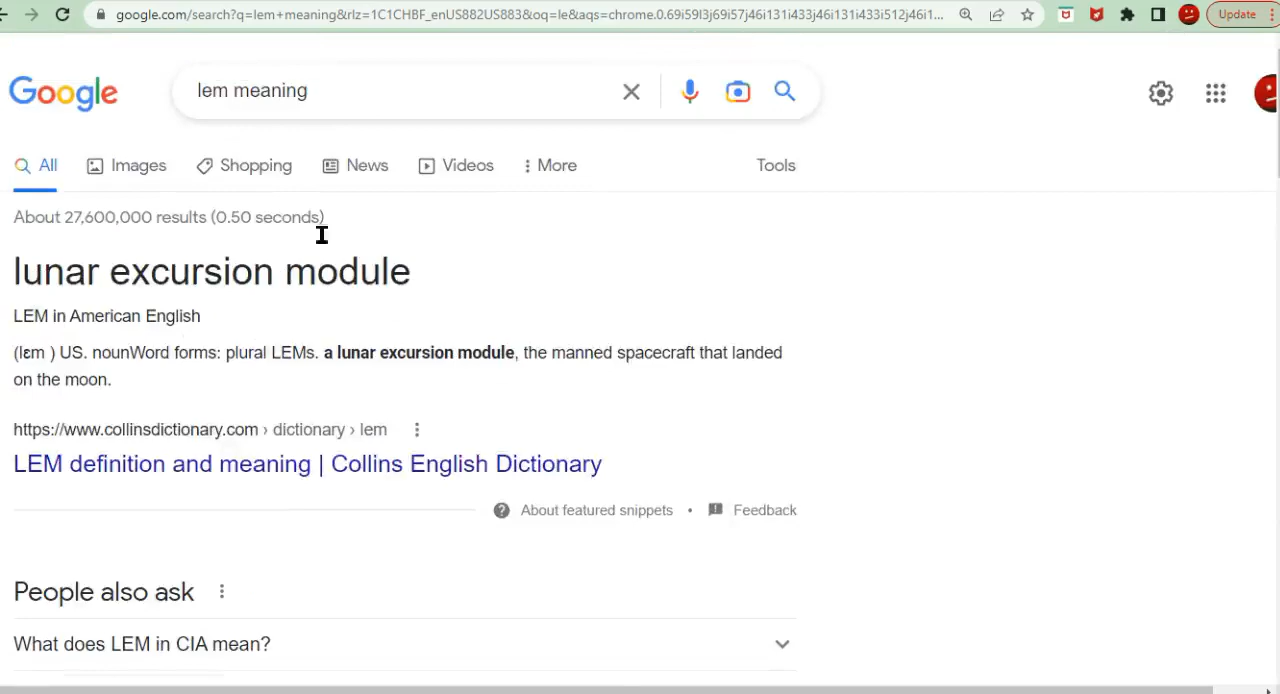 google.com/search?q=lem+meaning&rlz=1C1CHBF_enUS882US883&oq=le&aqs=chrome.0.69i59l3j69i57j46i131i433j46i131i433i512j46i1...
Update
Google
lem meaning
All Images Shopping News Videos More Tools
About 27,600,000 results (0.50 seconds)
lunar excursion module
LEM in American English
(lɛm ) US. nounWord forms: plural LEMs. a lunar excursion module, the manned spacecraft that landed
on the moon.
https://www.collinsdictionary.com › dictionary › lem
LEM definition and meaning | Collins English Dictionary
About featured snippets • Feedback
People also ask
What does LEM in CIA mean?